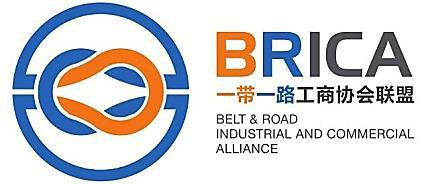 BRICA
一带一路工商协会联盟
BELT & ROAD
INDUSTRIAL AND COMMERCIAL
ALLIANCE